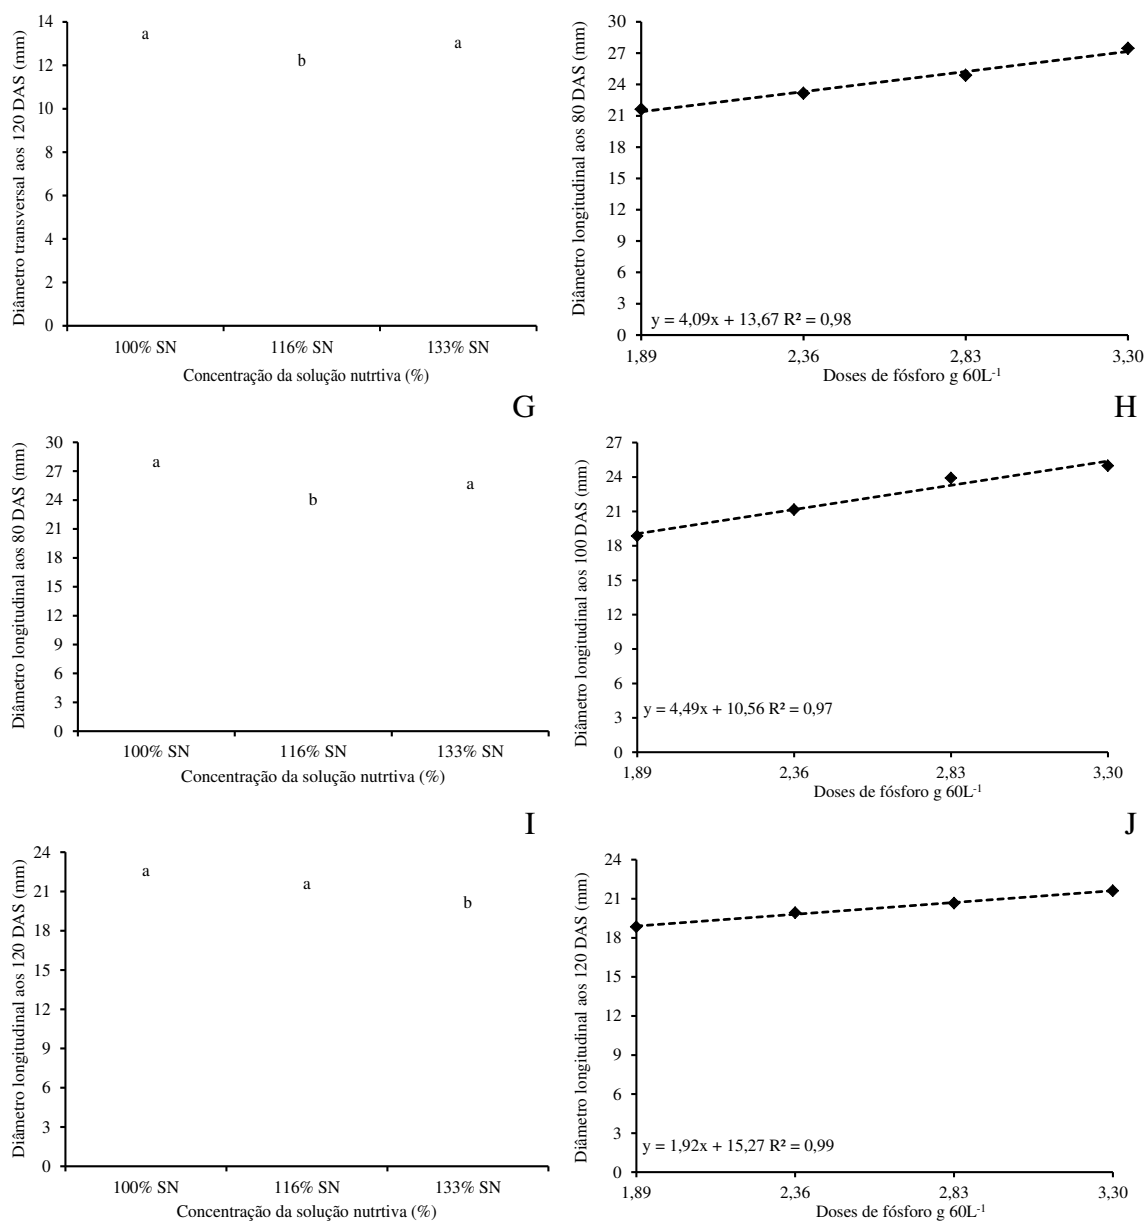 Diâmetro transversal aos 120 DAS (mm)
14
12
10
8
6
4
2
0
a
b
a
100% SN
116% SN
133% SN
Concentração da solução nutrtiva (%)
Diâmetro longitudinal aos 80 DAS (mm)
30
27
24
21
18
15
12
9
6
3
0
y = 4,09x + 13,67 R² = 0,98
1,89
2,36
2,83
3,30
Doses de fósforo g 60L⁻¹
G
H
Diâmetro longitudinal aos 80 DAS (mm)
30
27
24
21
18
15
12
9
6
3
0
a
b
a
100% SN
116% SN
133% SN
Concentração da solução nutrtiva (%)
Diâmetro longitudinal aos 100 DAS (mm)
27
24
21
18
15
12
9
6
3
0
y = 4,49x + 10,56 R² = 0,97
1,89
2,36
2,83
3,30
Doses de fósforo g 60L⁻¹
I
J
Diâmetro longitudinal aos 120 DAS (mm)
24
21
18
15
12
9
6
3
0
a
a
b
100% SN
116% SN
133% SN
Concentração da solução nutrtiva (%)
Diâmetro longitudinal aos 120 DAS (mm)
24
21
18
15
12
9
6
3
0
y = 1,92x + 15,27 R² = 0,99
1,89
2,36
2,83
3,30
Doses de fósforo g 60L⁻¹